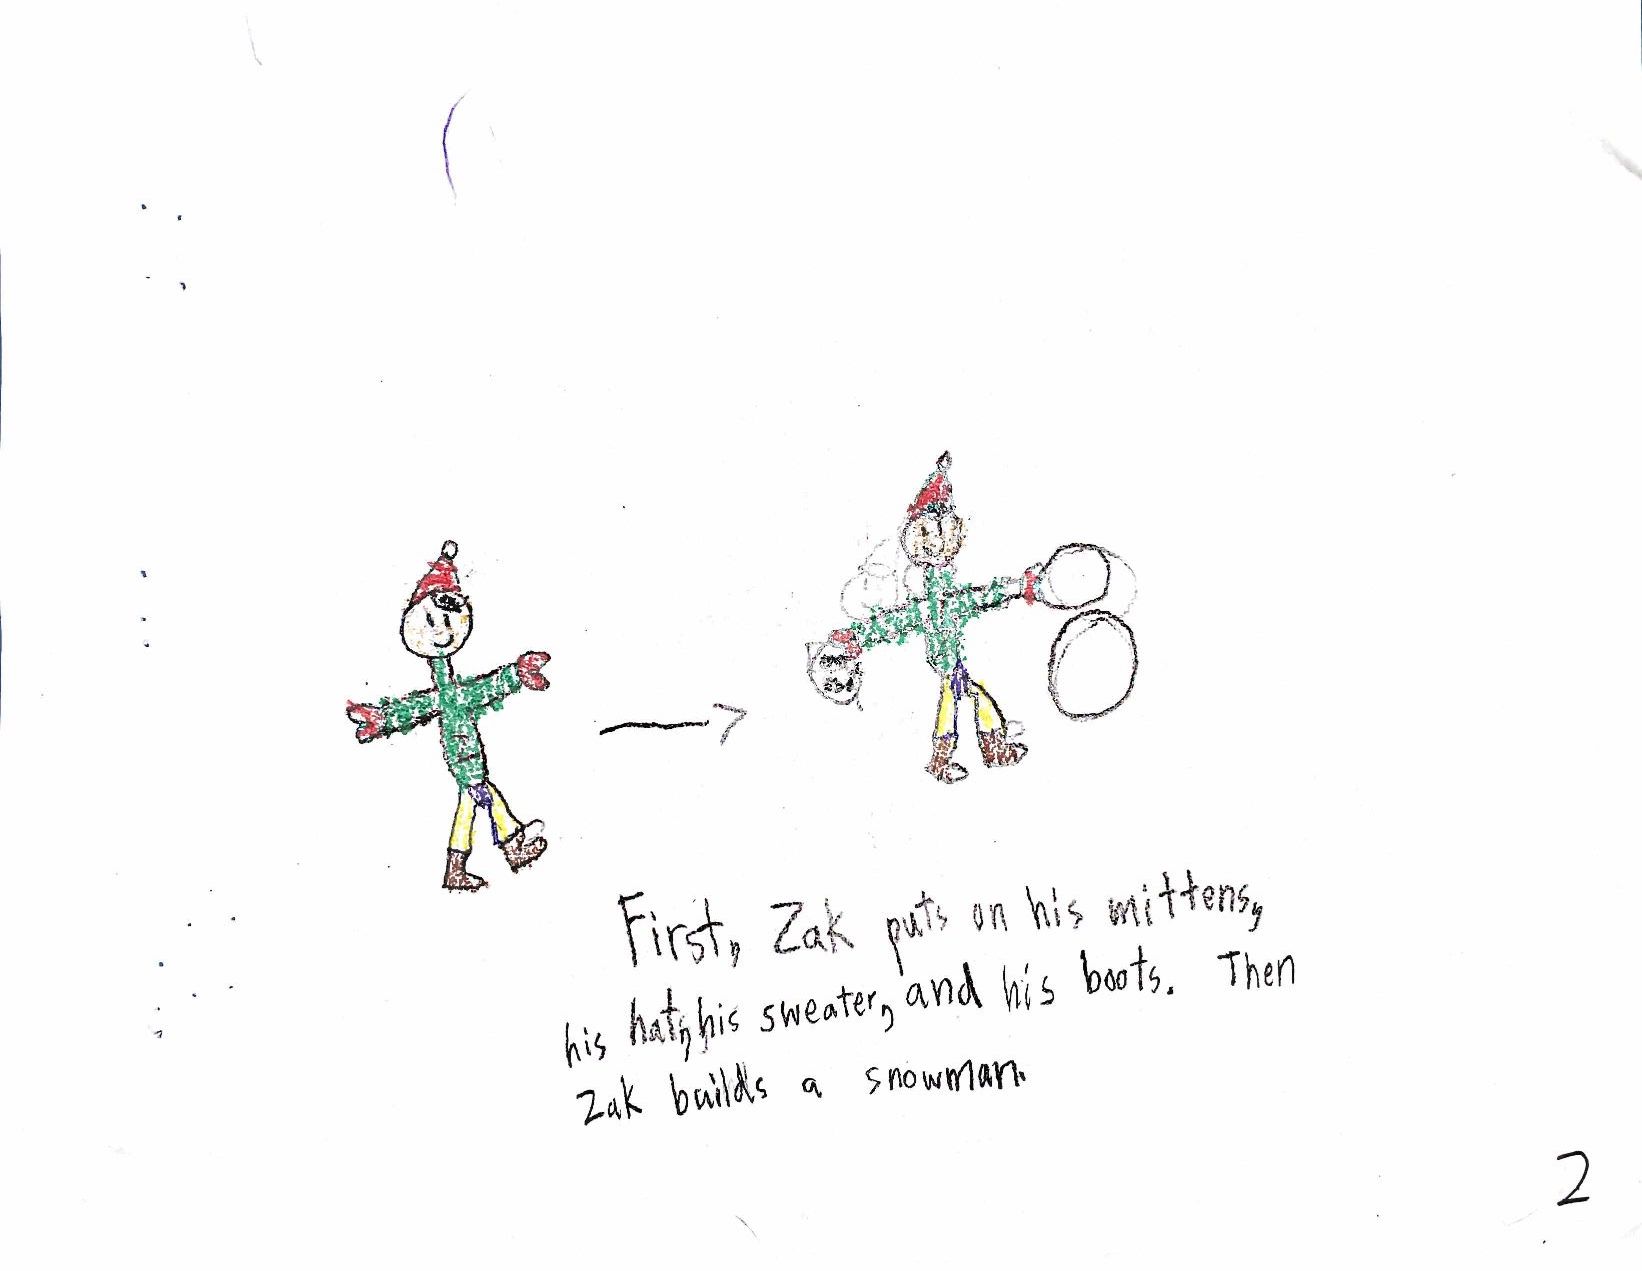 First, Zak puts on his mittens,
his hat, his sweater, and his boots. Then
Zak builds a snowman.
2